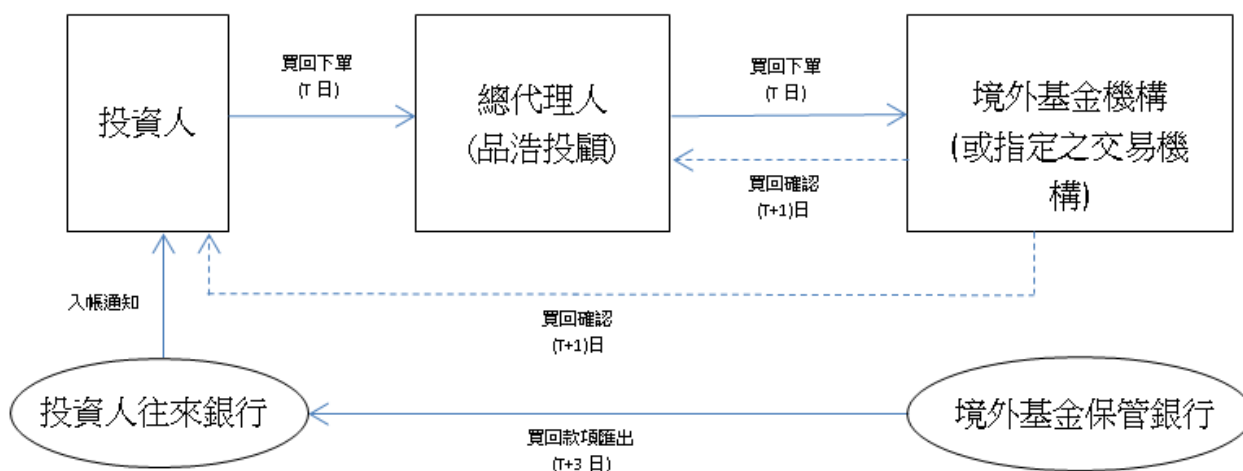 買回下單
(T 日)
買回下單
(T 日)
投資人
總代理人
(品浩投顧)
境外基金機構
(或指定之交易機
構)
買回確認
(T+1)日
入帳通知
買回確認
(T+1)日
投資人往來銀行
境外基金保管銀行
買回款項匯出
(T+3 日)